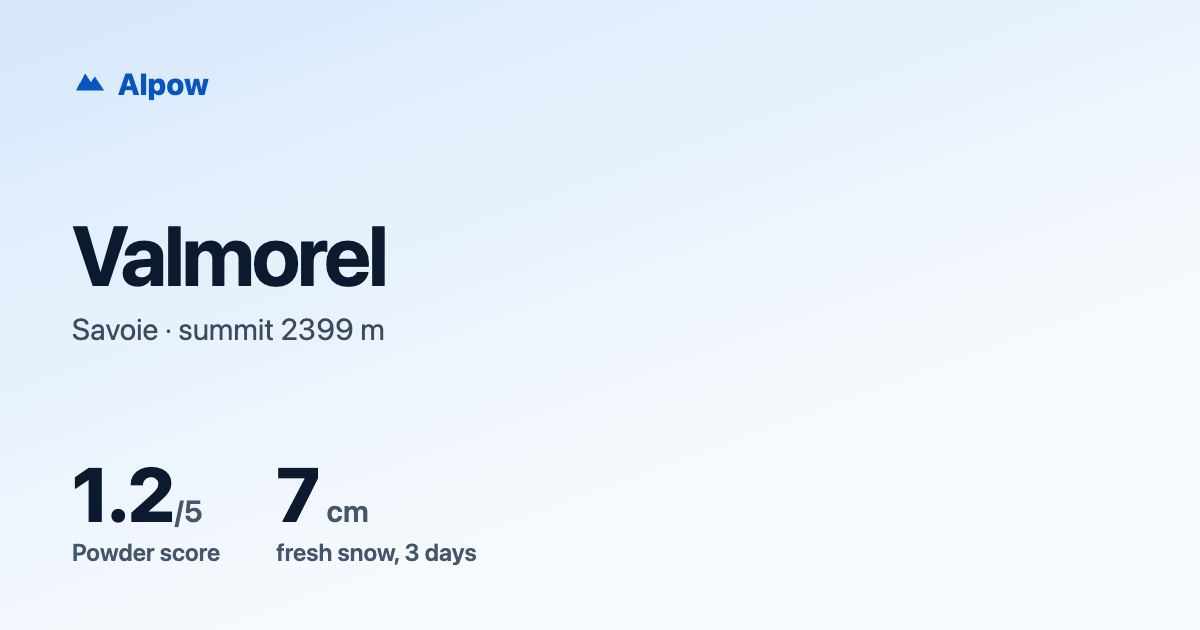 Alpow
Valmorel
Savoie · summit 2399 m
1.2/5
Powder score
7 cm
fresh snow, 3 days